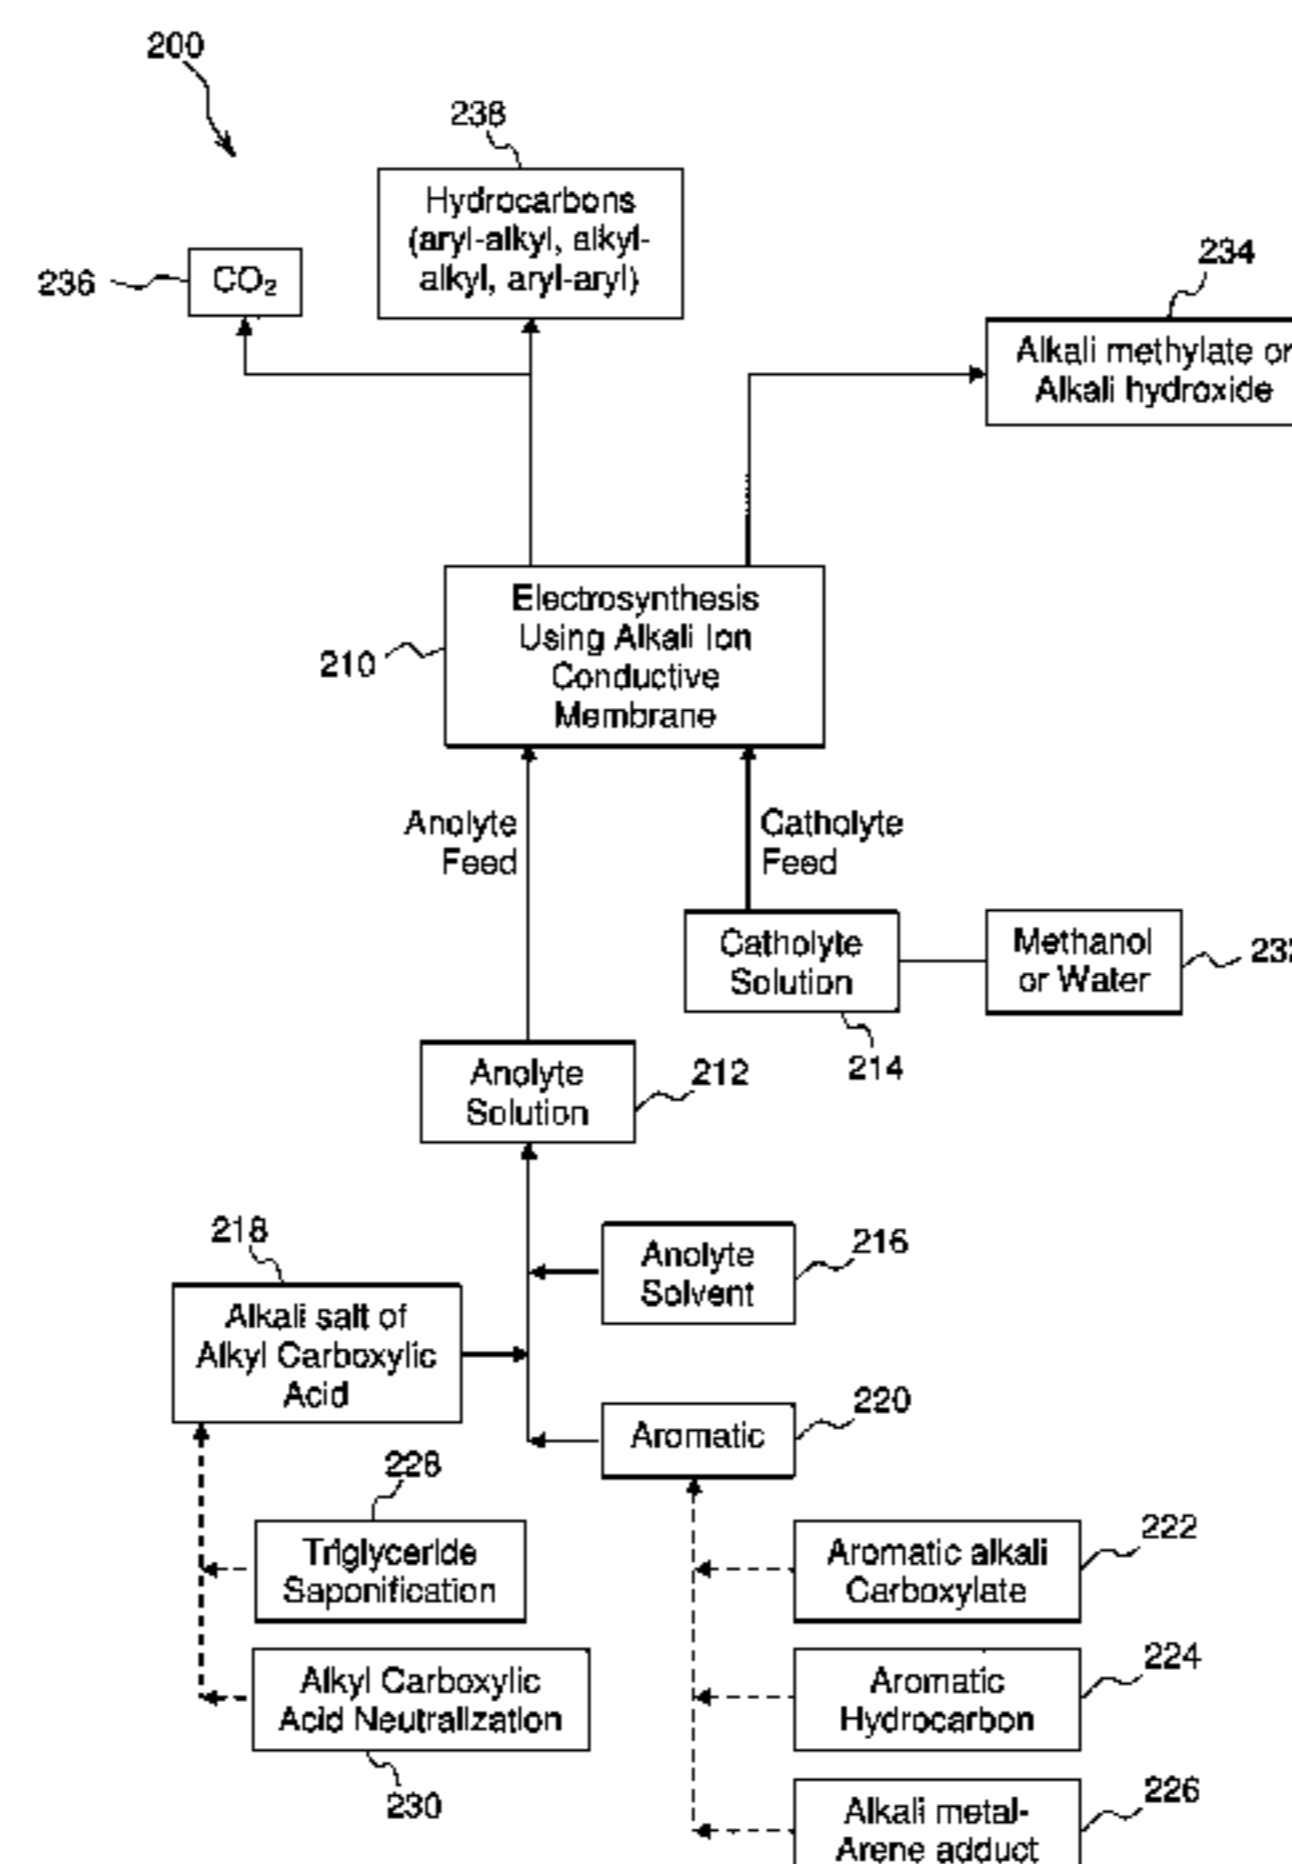 200
238
Hydrocarbons
(aryl-alkyl, alkyl-
alkyl, aryl-aryl)
236
CO₂
234
Alkali methylate or
Alkali hydroxide
Electrosynthesis
Using Alkali Ion
Conductive
Membrane
210
Anolyte
Feed
Catholyte
Feed
Catholyte
Solution
Methanol
or Water
232
214
Anolyte
Solution
212
218
Alkali salt of
Alkyl Carboxylic
Acid
Anolyte
Solvent
216
220
Aromatic
228
Triglyceride
Saponification
222
Aromatic alkali
Carboxylate
Alkyl Carboxylic
Acid Neutralization
230
224
Aromatic
Hydrocarbon
226
Alkali metal-
Arene adduct